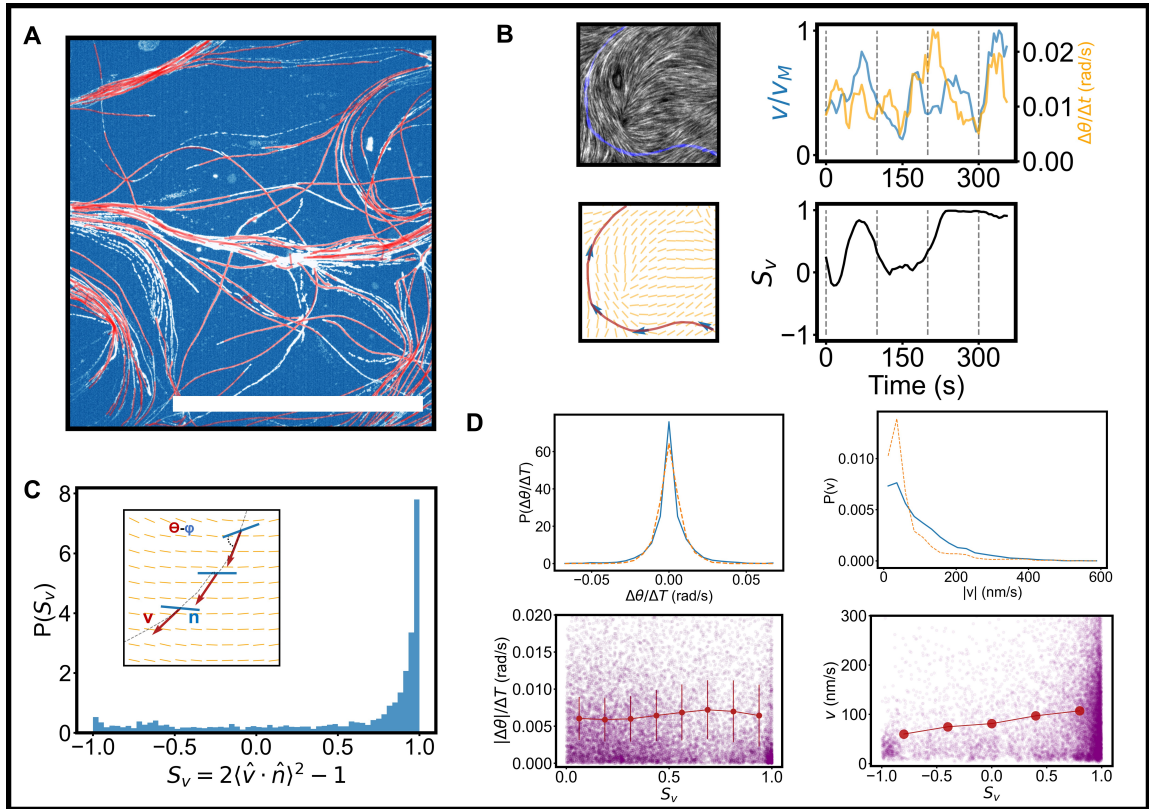 A
B
1
0
v/v_M
0.02
0.01
0.00
Δθ/Δt (rad/s)
0 150 300
1
0
−1
S_v
0 150 300
Time (s)
C
8
6
4
2
0
P(S_v)
Θ-φ
v n
−1.0 −0.5 0.0 0.5 1.0
S_v = 2⟨v̂ · n̂⟩² − 1
D
60
40
20
0
P(Δθ/ΔT)
−0.05 0.00 0.05
Δθ/ΔT (rad/s)
0.010
0.005
0.000
P(v)
0 200 400 600
|v| (nm/s)
0.020
0.015
0.010
0.005
0.000
|Δθ|/ΔT (rad/s)
0.0 0.5 1.0
S_v
300
200
100
0
v (nm/s)
−1.0 −0.5 0.0 0.5 1.0
S_v